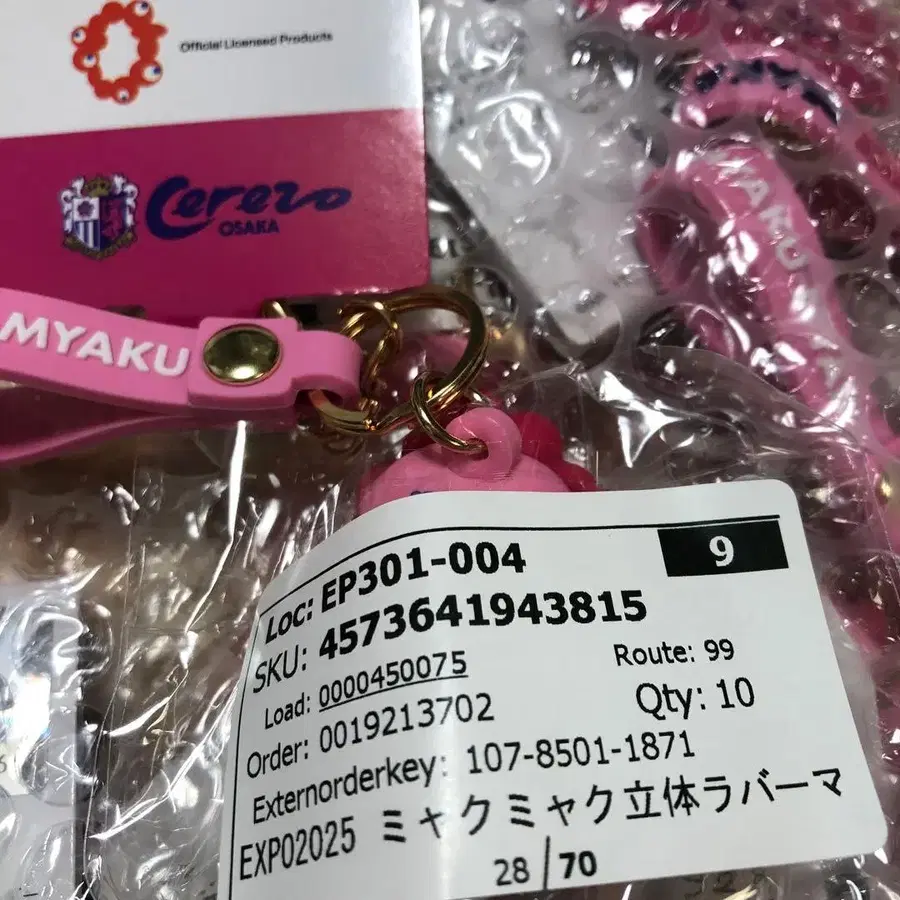 Official Licensed Products
Cerezo
OSAKA
MYAKU
MYAKU
Loc: EP301-004
9
SKU: 4573641943815
Load: 0000450075
Route: 99
Order: 0019213702
Qty: 10
Externorderkey: 107-8501-1871
EXPO2025 ミャクミャク立体ラバーマ
28/70